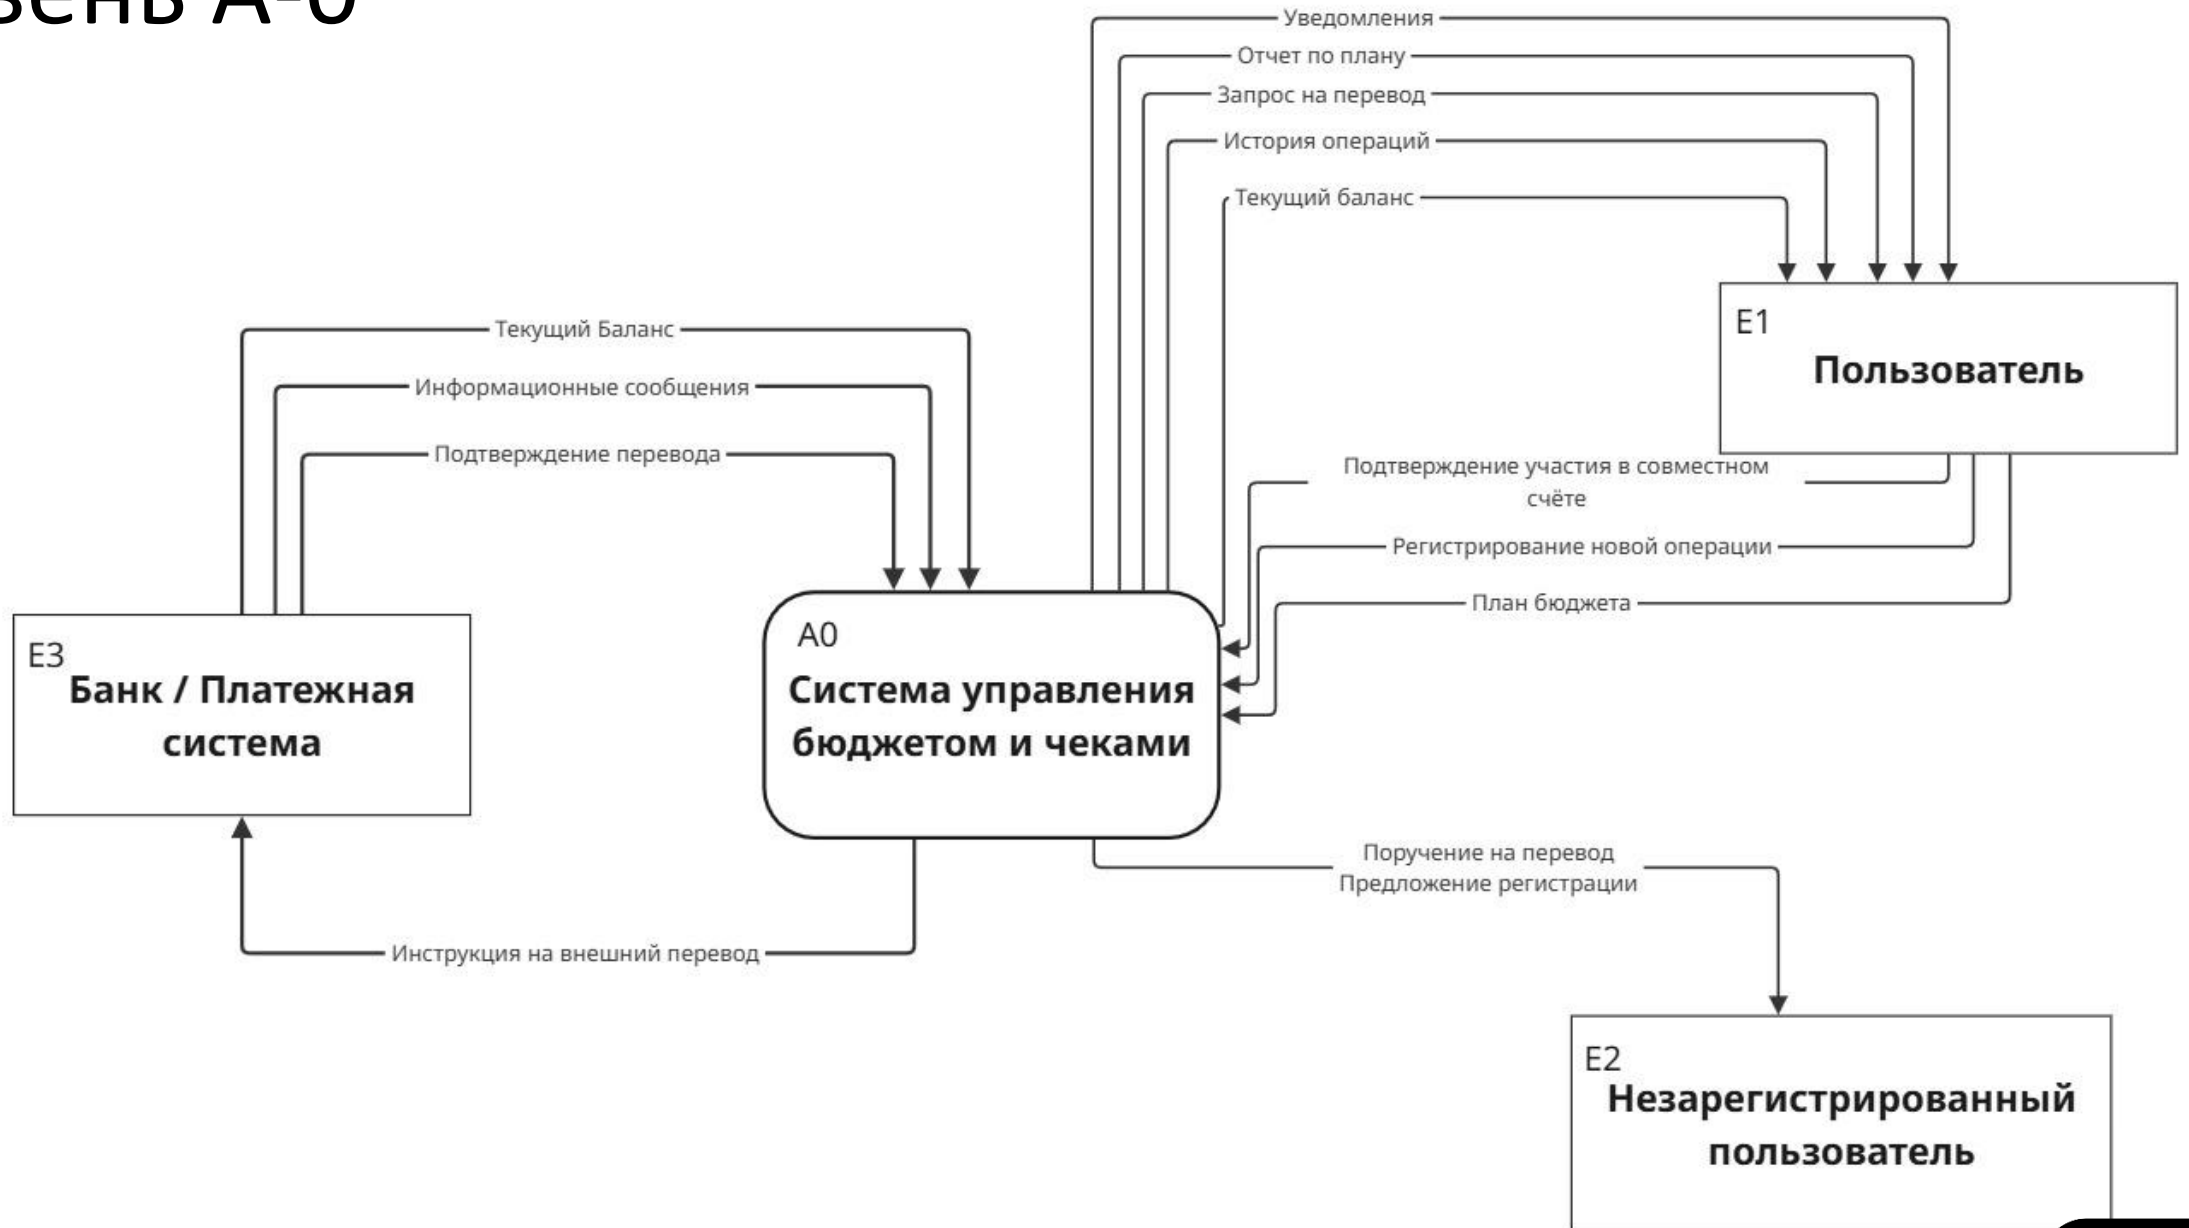 вень А-0
Уведомления
Отчет по плану
Запрос на перевод
История операций
Текущий баланс
E1
Пользователь
Текущий Баланс
Информационные сообщения
Подтверждение перевода
Подтверждение участия в совместном
счёте
Регистрирование новой операции
План бюджета
E3
Банк / Платежная
система
A0
Система управления
бюджетом и чеками
Поручение на перевод
Предложение регистрации
Инструкция на внешний перевод
E2
Незарегистрированный
пользователь